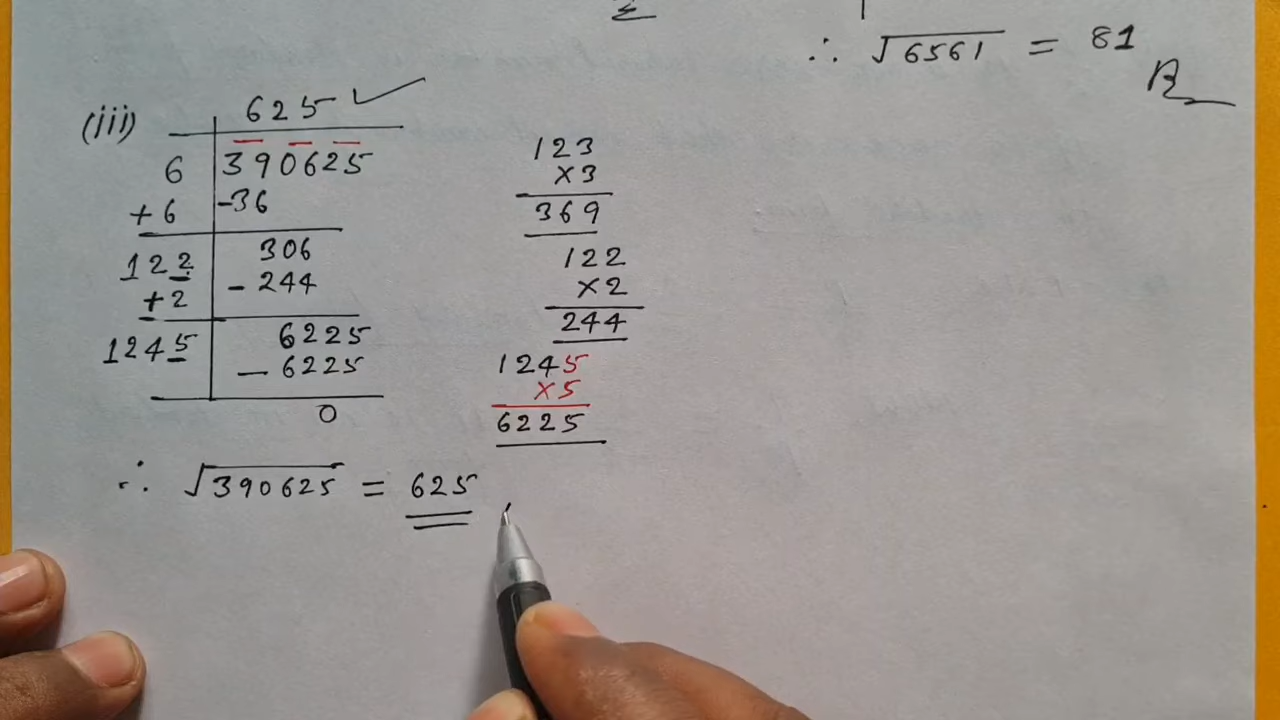 ∴ √6561 = 81
(iii)
625 ✓
6 | 390625
+6 | -36
122 | 306
+2 | -244
1245 | 6225
— 6225
0
123
×3
369
122
×2
244
1245
×5
6225
∴ √390625 = 625